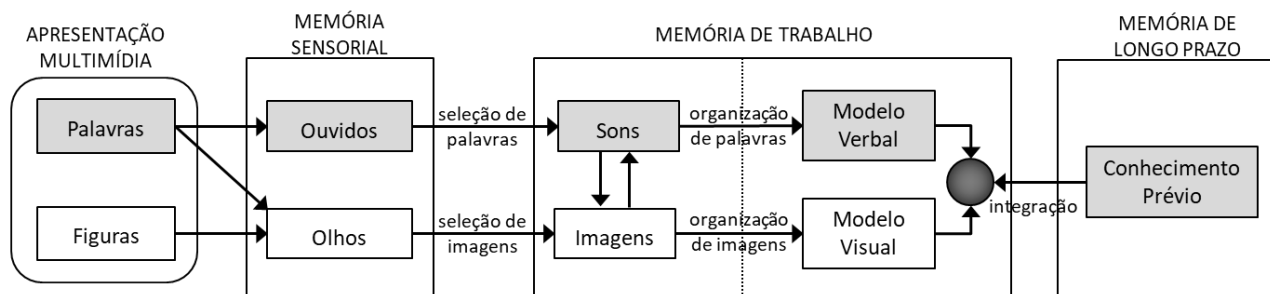 APRESENTAÇÃO
MULTIMÍDIA
MEMÓRIA
SENSORIAL
MEMÓRIA DE TRABALHO
MEMÓRIA DE
LONGO PRAZO
Palavras
Ouvidos
seleção de
palavras
Sons
organização
de palavras
Modelo
Verbal
Figuras
Olhos
seleção de
imagens
Imagens
organização
de imagens
Modelo
Visual
integração
Conhecimento
Prévio